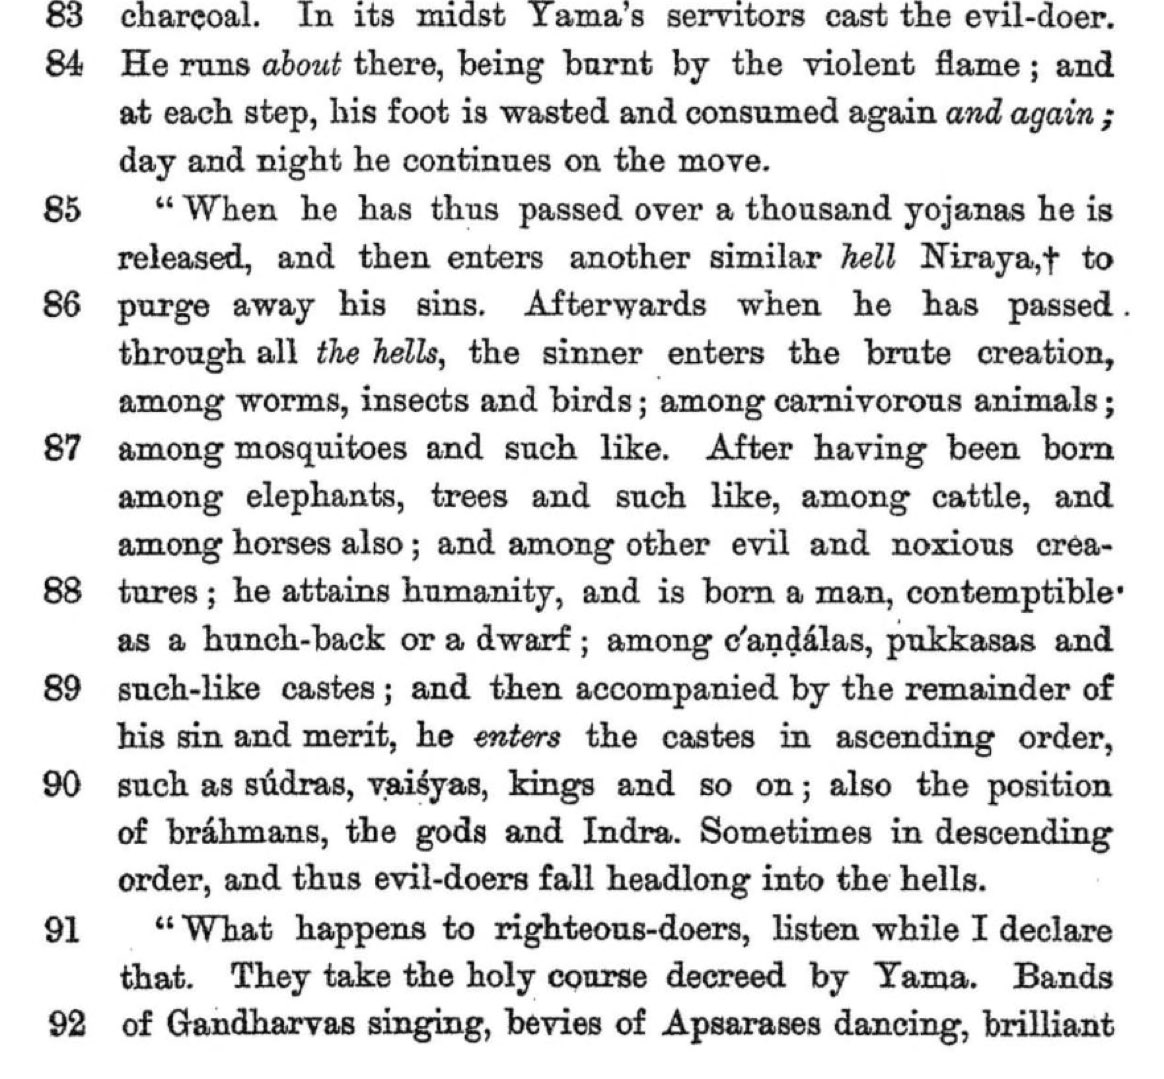 83 charcoal. In its midst Yama's servitors cast the evil-doer.
84 He runs about there, being burnt by the violent flame; and
at each step, his foot is wasted and consumed again and again;
day and night he continues on the move.
85 “When he has thus passed over a thousand yojanas he is
released, and then enters another similar hell Niraya,† to
86 purge away his sins. Afterwards when he has passed
through all the hells, the sinner enters the brute creation,
among worms, insects and birds; among carnivorous animals;
87 among mosquitoes and such like. After having been born
among elephants, trees and such like, among cattle, and
among horses also; and among other evil and noxious crea-
88 tures; he attains humanity, and is born a man, contemptible
as a hunch-back or a dwarf; among c'aṇḍálas, pukkasas and
89 such-like castes; and then accompanied by the remainder of
his sin and merit, he enters the castes in ascending order,
90 such as súdras, vaiśyas, kings and so on; also the position
of bráhmans, the gods and Indra. Sometimes in descending
order, and thus evil-doers fall headlong into the hells.
91 “What happens to righteous-doers, listen while I declare
that. They take the holy course decreed by Yama. Bands
92 of Gandharvas singing, bevies of Apsarases dancing, brilliant